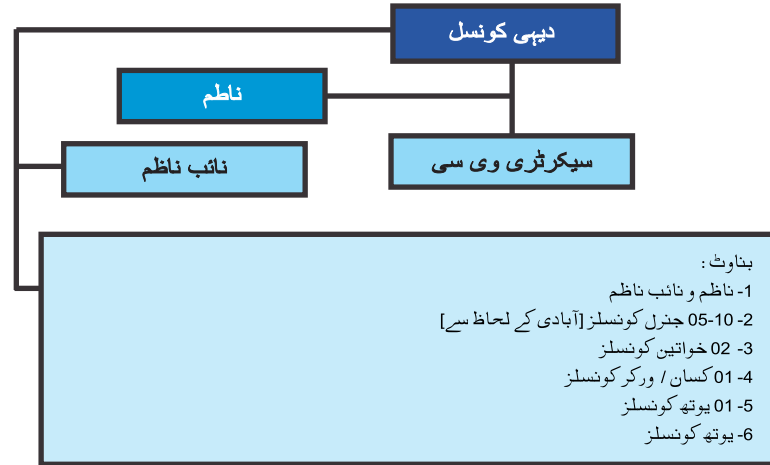 دیہی کونسل
ناطم
نائب ناظم
سیکرٹری وی سی
بناوٹ :
1- ناظم و نائب ناظم
2- 05-10 جنرل کونسلز [آبادی کے لحاظ سے]
3- 02 خواتین کونسلز
4- 01 کسان / ورکر کونسلز
5- 01 یوتھ کونسلز
6- یوتھ کونسلز